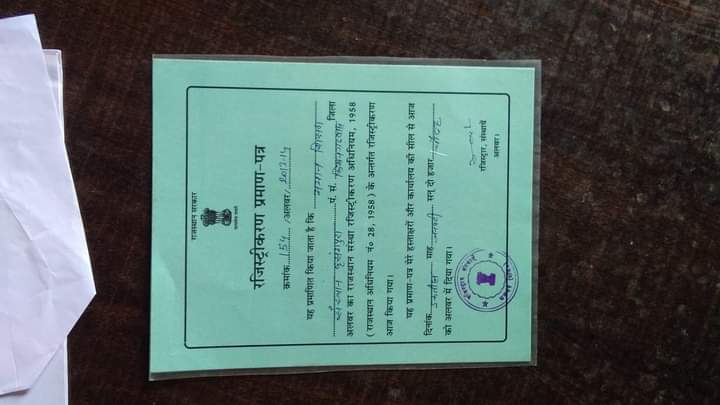 राजस्थान सरकार
रजिस्ट्रीकरण प्रमाण-पत्र
क्रमांक 154 /अलवर/2013-14
यह प्रमाणित किया जाता है कि
संस्थान पं. सं. जिला
अलवर का राजस्थान संस्था रजिस्ट्रीकरण अधिनियम, 1958
( राजस्थान अधिनियम नं० 28, 1958 ) के अन्तर्गत रजिस्ट्रीकरण
आज किया गया।
यह प्रमाण-पत्र मेरे हस्ताक्षरों और कार्यालय की सील से आज
दिनांक माह जनवरी सन् दो हजार चौदह
को अलवर में दिया गया।
रजिस्ट्रार, संस्थायें
अलवर।